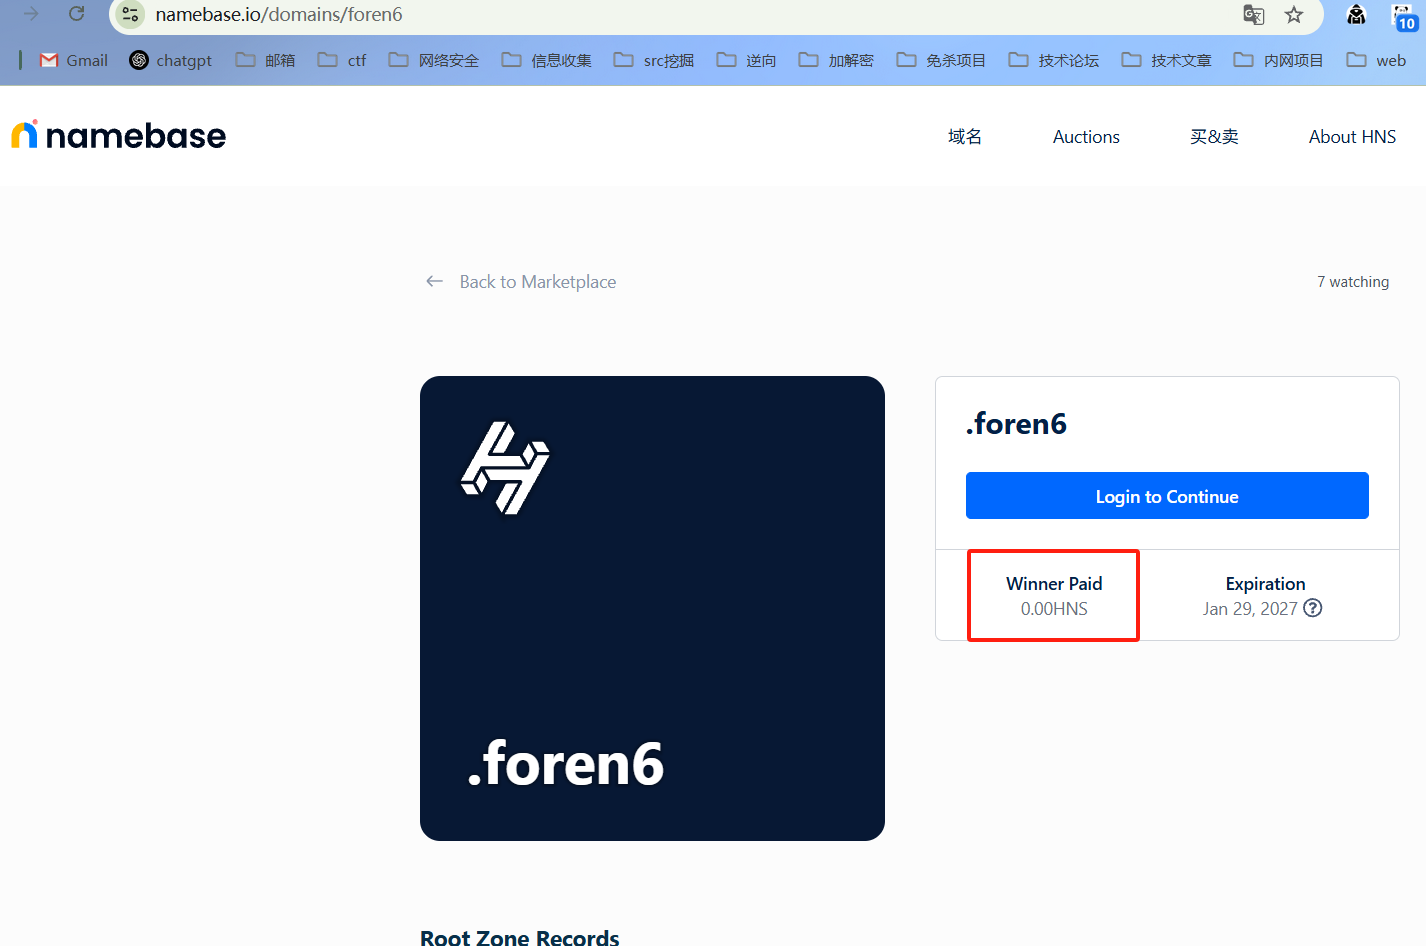 namebase.io/domains/foren6
10
Gmail chatgpt 邮箱 ctf 网络安全 信息收集 src挖掘 逆向 加解密 免杀项目 技术论坛 技术文章 内网项目 web
namebase 域名 Auctions 买&卖 About HNS
Back to Marketplace 7 watching
.foren6
Login to Continue
Winner Paid Expiration
0.00HNS Jan 29, 2027 ?
.foren6
Root Zone Records